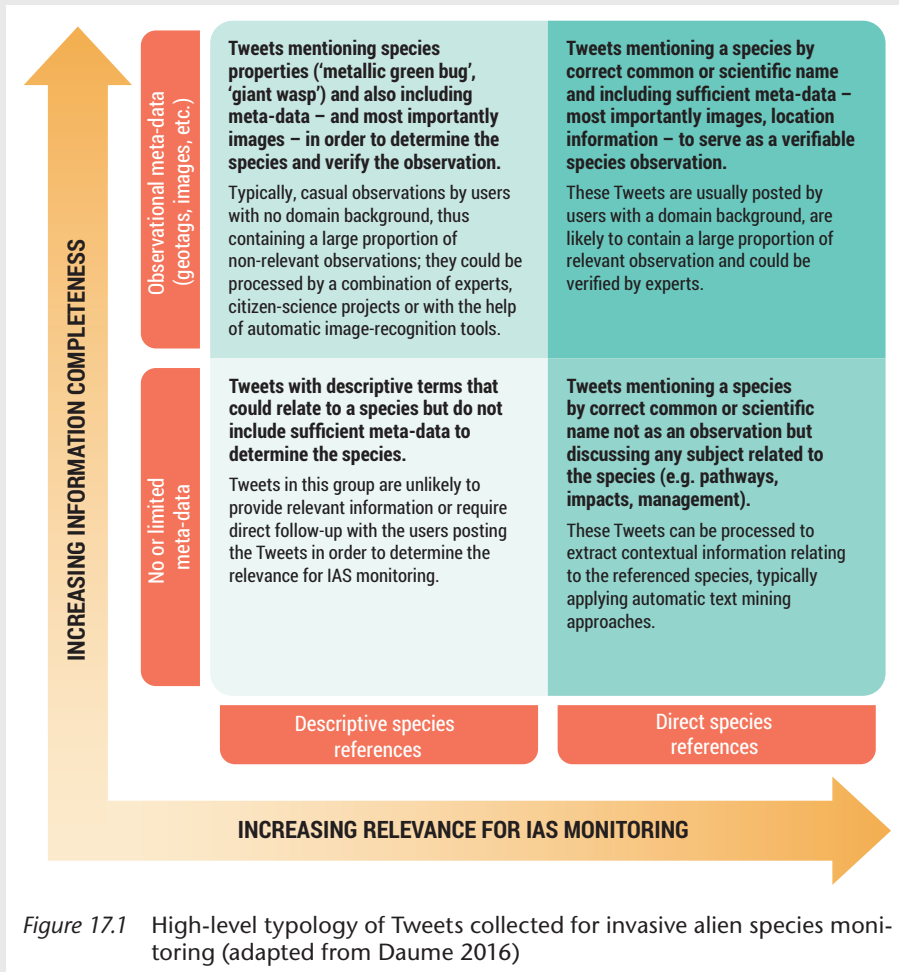 INCREASING INFORMATION COMPLETENESS
Observational meta-data
(geotags, images, etc.)
Tweets mentioning species
properties (‘metallic green bug’,
‘giant wasp’) and also including
meta-data – and most importantly
images – in order to determine the
species and verify the observation.
Typically, casual observations by users
with no domain background, thus
containing a large proportion of
non-relevant observations; they could be
processed by a combination of experts,
citizen-science projects or with the help
of automatic image-recognition tools.
Tweets mentioning a species by
correct common or scientific name
and including sufficient meta-data –
most importantly images, location
information – to serve as a verifiable
species observation.
These Tweets are usually posted by
users with a domain background, are
likely to contain a large proportion of
relevant observation and could be
verified by experts.
No or limited
meta-data
Tweets with descriptive terms that
could relate to a species but do not
include sufficient meta-data to
determine the species.
Tweets in this group are unlikely to
provide relevant information or require
direct follow-up with the users posting
the Tweets in order to determine the
relevance for IAS monitoring.
Tweets mentioning a species
by correct common or scientific
name not as an observation but
discussing any subject related to
the species (e.g. pathways,
impacts, management).
These Tweets can be processed to
extract contextual information relating
to the referenced species, typically
applying automatic text mining
approaches.
Descriptive species
references
Direct species
references
INCREASING RELEVANCE FOR IAS MONITORING
Figure 17.1 High-level typology of Tweets collected for invasive alien species moni-
toring (adapted from Daume 2016)